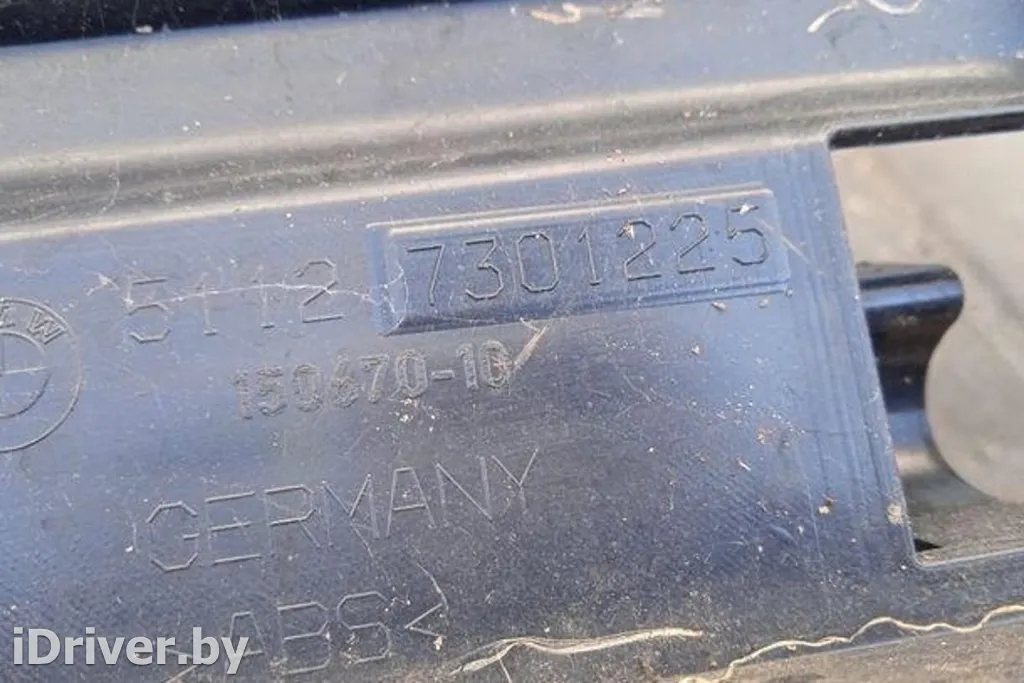 5112 7301225
150670-10
GERMANY
>ABS<
iDriver.by